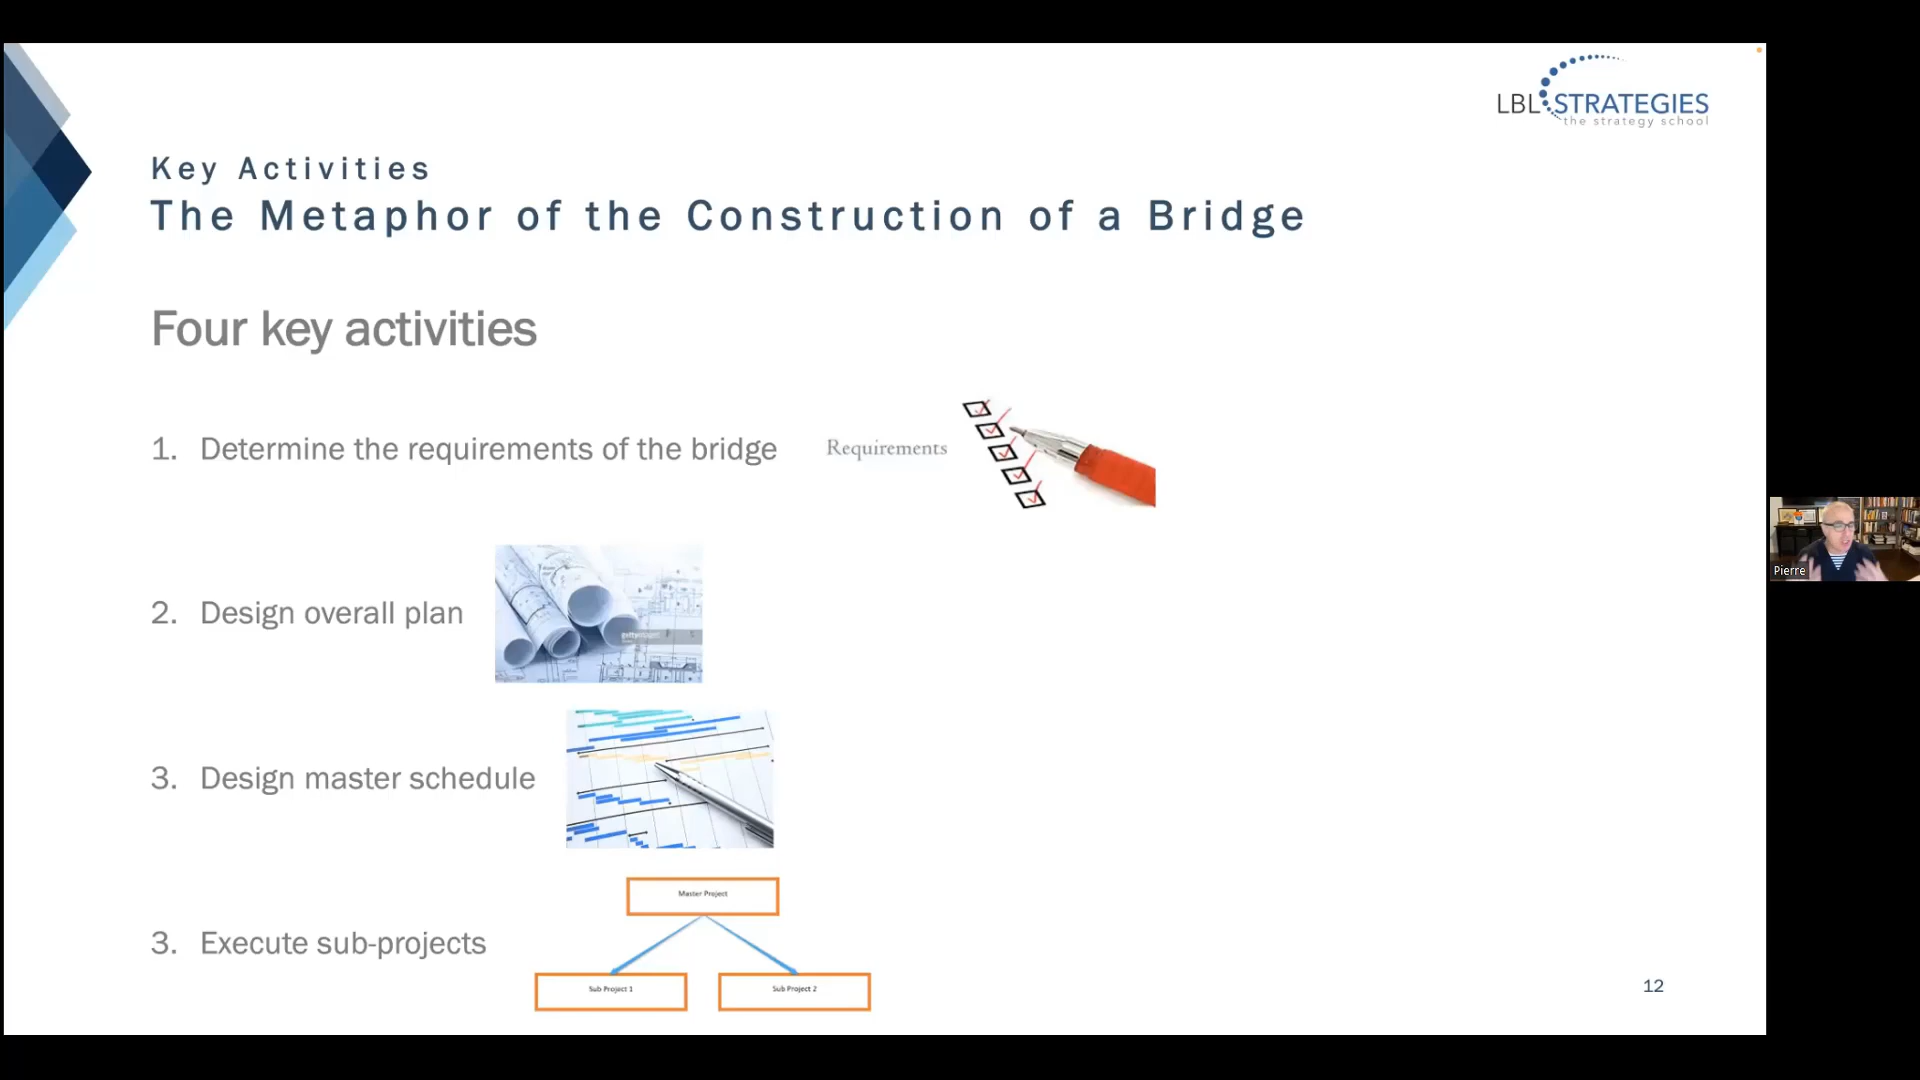 LBL STRATEGIES
the strategy school
Key Activities
The Metaphor of the Construction of a Bridge
Four key activities
1. Determine the requirements of the bridge
Requirements
2. Design overall plan
gettyimages
3. Design master schedule
Master Project
3. Execute sub-projects
Sub Project 1
Sub Project 2
12
Pierre